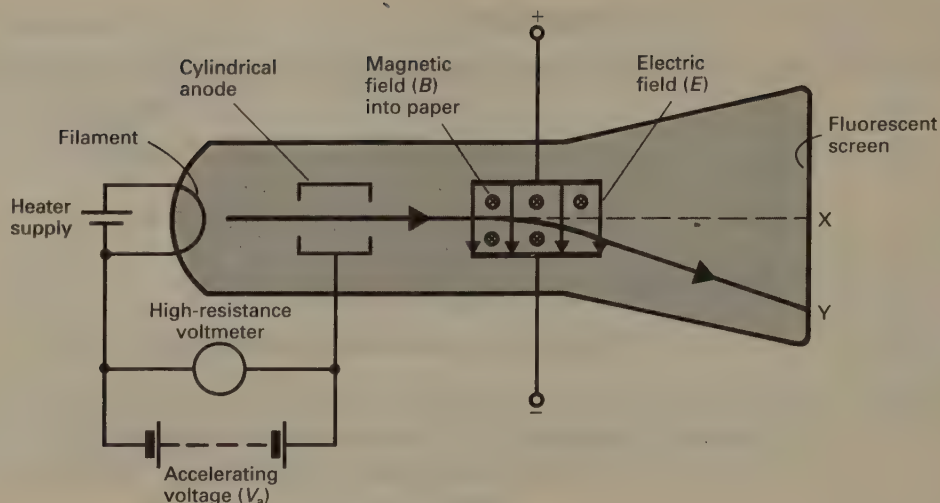 +
Cylindrical
anode
Magnetic
field (B)
into paper
Electric
field (E)
Filament
Fluorescent
screen
Heater
supply
X
High-resistance
voltmeter
Y
−
Accelerating
voltage (Va)